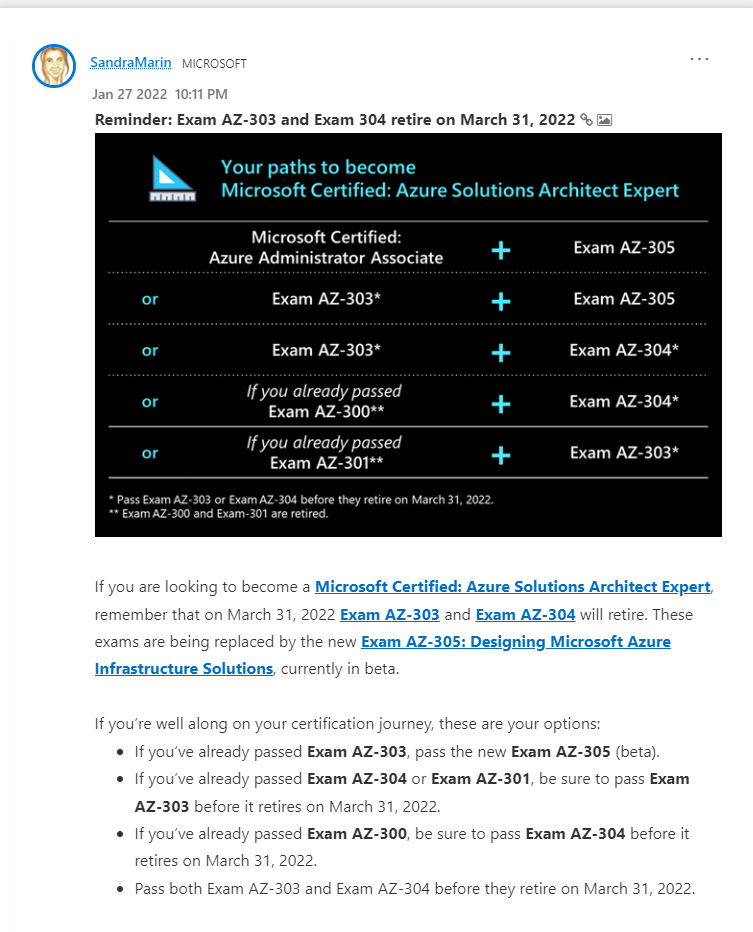 SandraMarin MICROSOFT
...
Jan 27 2022 10:11 PM
Reminder: Exam AZ-303 and Exam 304 retire on March 31, 2022
Your paths to become
Microsoft Certified: Azure Solutions Architect Expert
Microsoft Certified:
Azure Administrator Associate + Exam AZ-305
or Exam AZ-303* + Exam AZ-305
or Exam AZ-303* + Exam AZ-304*
or If you already passed
Exam AZ-300** + Exam AZ-304*
or If you already passed
Exam AZ-301** + Exam AZ-303*
* Pass Exam AZ-303 or Exam AZ-304 before they retire on March 31, 2022.
** Exam AZ-300 and Exam-301 are retired.
If you are looking to become a Microsoft Certified: Azure Solutions Architect Expert,
remember that on March 31, 2022 Exam AZ-303 and Exam AZ-304 will retire. These
exams are being replaced by the new Exam AZ-305: Designing Microsoft Azure
Infrastructure Solutions, currently in beta.
If you're well along on your certification journey, these are your options:
• If you've already passed Exam AZ-303, pass the new Exam AZ-305 (beta).
• If you've already passed Exam AZ-304 or Exam AZ-301, be sure to pass Exam
AZ-303 before it retires on March 31, 2022.
• If you've already passed Exam AZ-300, be sure to pass Exam AZ-304 before it
retires on March 31, 2022.
• Pass both Exam AZ-303 and Exam AZ-304 before they retire on March 31, 2022.